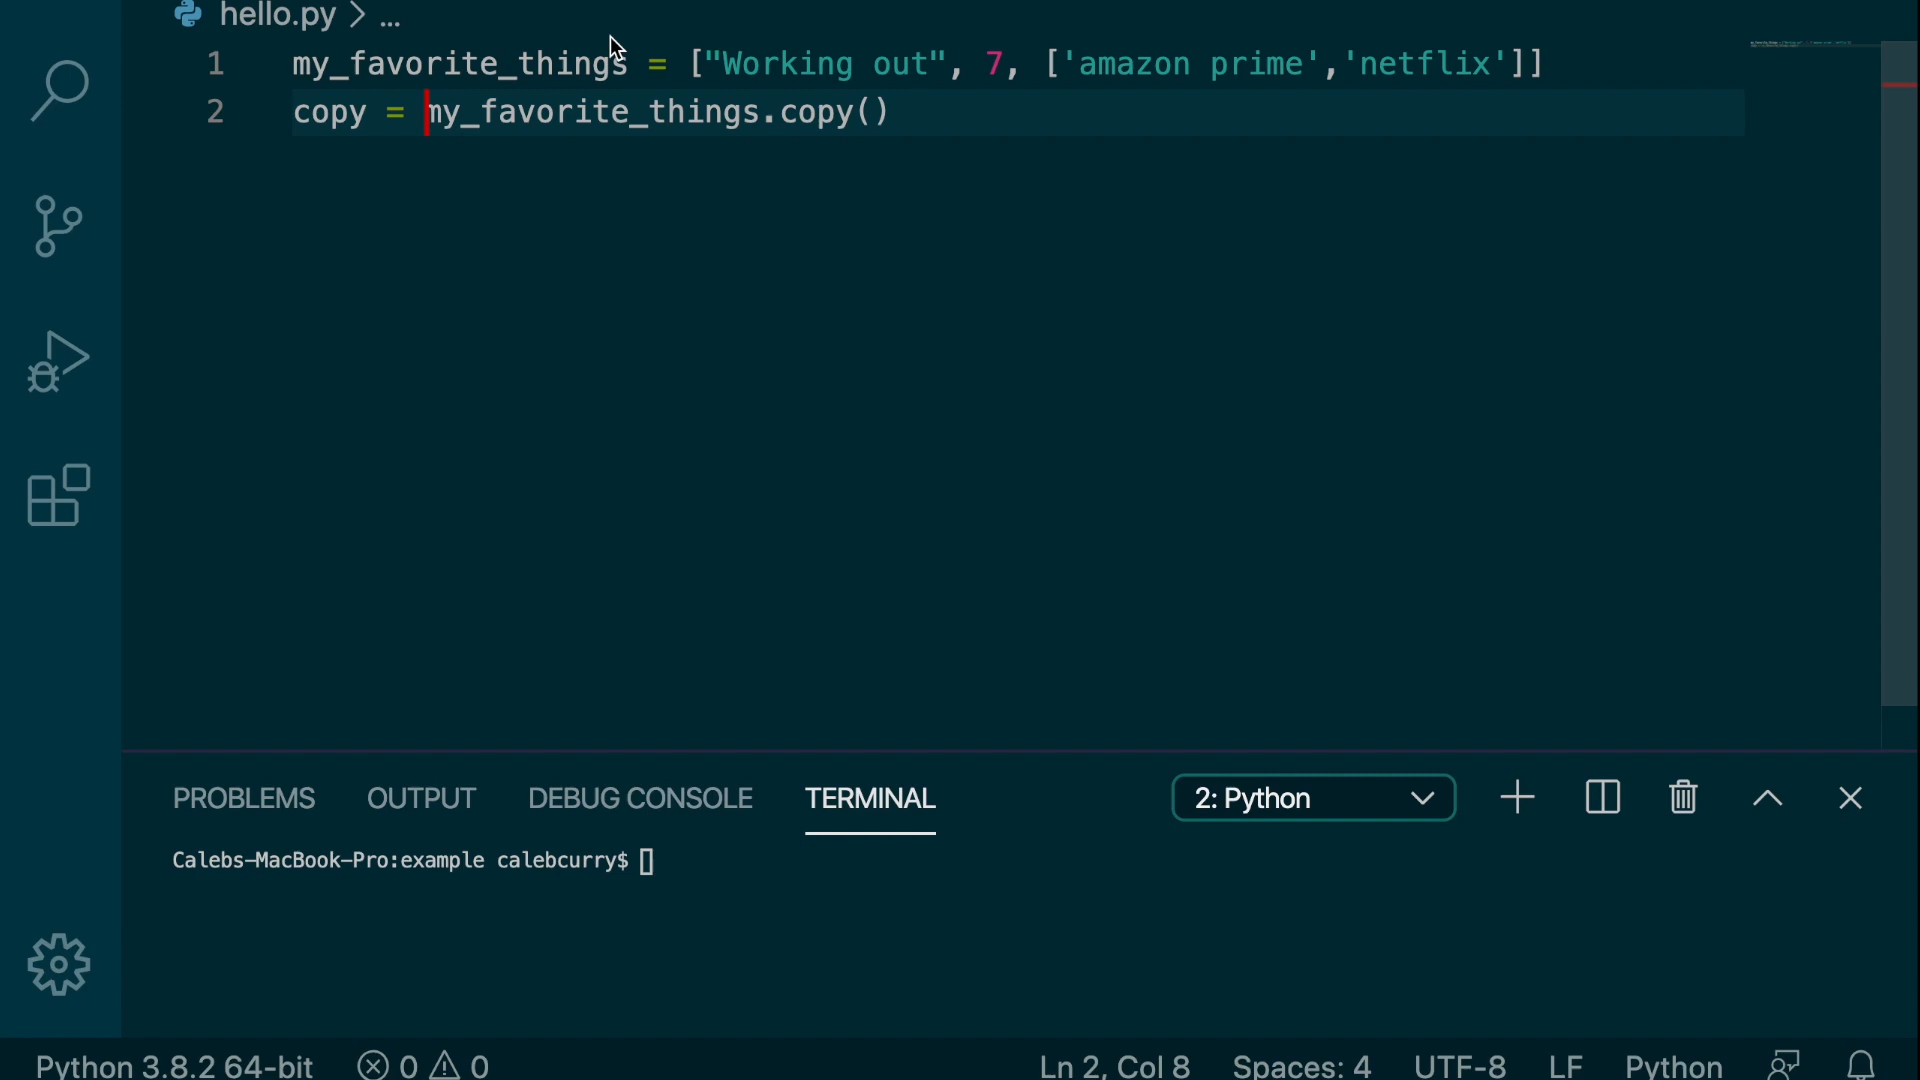 hello.py > ...
1 my_favorite_things = ["Working out", 7, ['amazon prime','netflix']]
2 copy = my_favorite_things.copy()
PROBLEMS OUTPUT DEBUG CONSOLE TERMINAL 2: Python
Calebs-MacBook-Pro:example calebcurry$
Python 3.8.2 64-bit 0 0 Ln 2, Col 8 Spaces: 4 UTF-8 LF Python